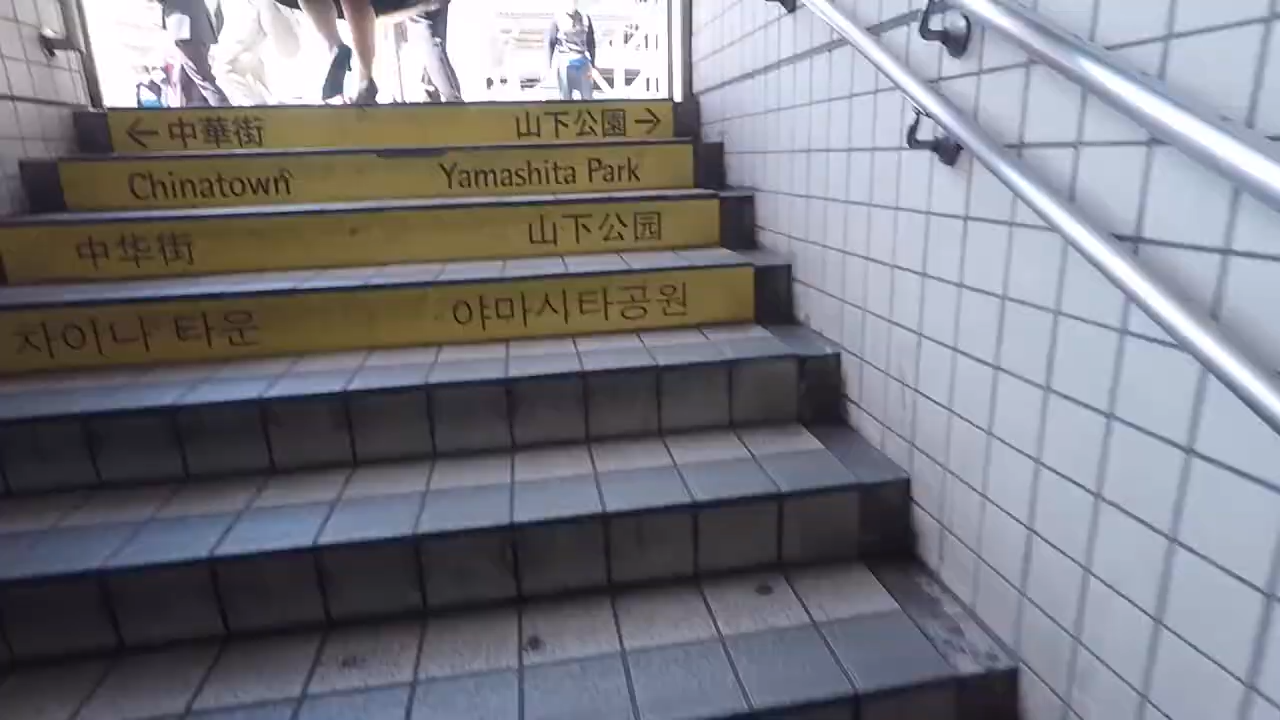 ← 中華街 山下公園 →
Chinatown Yamashita Park
中华街 山下公园
차이나 타운 야마시타공원